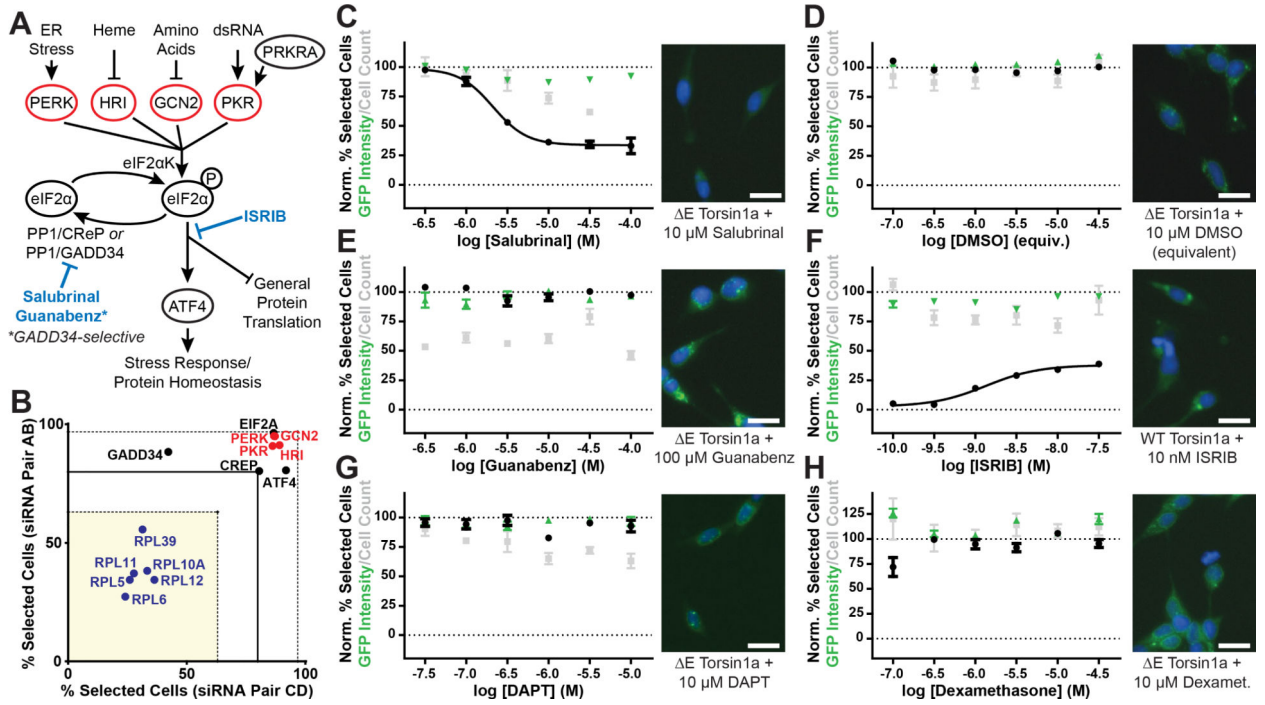 A
ER
Stress
Heme
Amino
Acids
dsRNA
PRKRA
PERK
HRI
GCN2
PKR
eIF2αK
P
eIF2α
eIF2α
ISRIB
PP1/CReP or
PP1/GADD34
Salubrinal
Guanabenz*
*GADD34-selective
ATF4
General
Protein
Translation
Stress Response/
Protein Homeostasis
B
% Selected Cells (siRNA Pair AB)
100
50
0
0
50
100
% Selected Cells (siRNA Pair CD)
EIF2A
PERK
GCN2
PKR
HRI
GADD34
CREP
ATF4
RPL39
RPL11
RPL10A
RPL5
RPL12
RPL6
C
Norm. % Selected Cells
GFP Intensity/Cell Count
100
75
50
25
0
-6.5 -6.0 -5.5 -5.0 -4.5 -4.0
log [Salubrinal] (M)
ΔE Torsin1a +
10 µM Salubrinal
D
Norm. % Selected Cells
GFP Intensity/Cell Count
100
75
50
25
0
-7.0 -6.5 -6.0 -5.5 -5.0 -4.5
log [DMSO] (equiv.)
ΔE Torsin1a +
10 µM DMSO
(equivalent)
E
Norm. % Selected Cells
GFP Intensity/Cell Count
100
75
50
25
0
-6.5 -6.0 -5.5 -5.0 -4.5 -4.0
log [Guanabenz] (M)
ΔE Torsin1a +
100 µM Guanabenz
F
Norm. % Selected Cells
GFP Intensity/Cell Count
100
75
50
25
0
-10.0 -9.5 -9.0 -8.5 -8.0 -7.5
log [ISRIB] (M)
WT Torsin1a +
10 nM ISRIB
G
Norm. % Selected Cells
GFP Intensity/Cell Count
100
75
50
25
0
-7.5 -7.0 -6.5 -6.0 -5.5 -5.0
log [DAPT] (M)
ΔE Torsin1a +
10 µM DAPT
H
Norm. % Selected Cells
GFP Intensity/Cell Count
125
100
75
50
25
0
-7.0 -6.5 -6.0 -5.5 -5.0 -4.5
log [Dexamethasone] (M)
ΔE Torsin1a +
10 µM Dexamet.